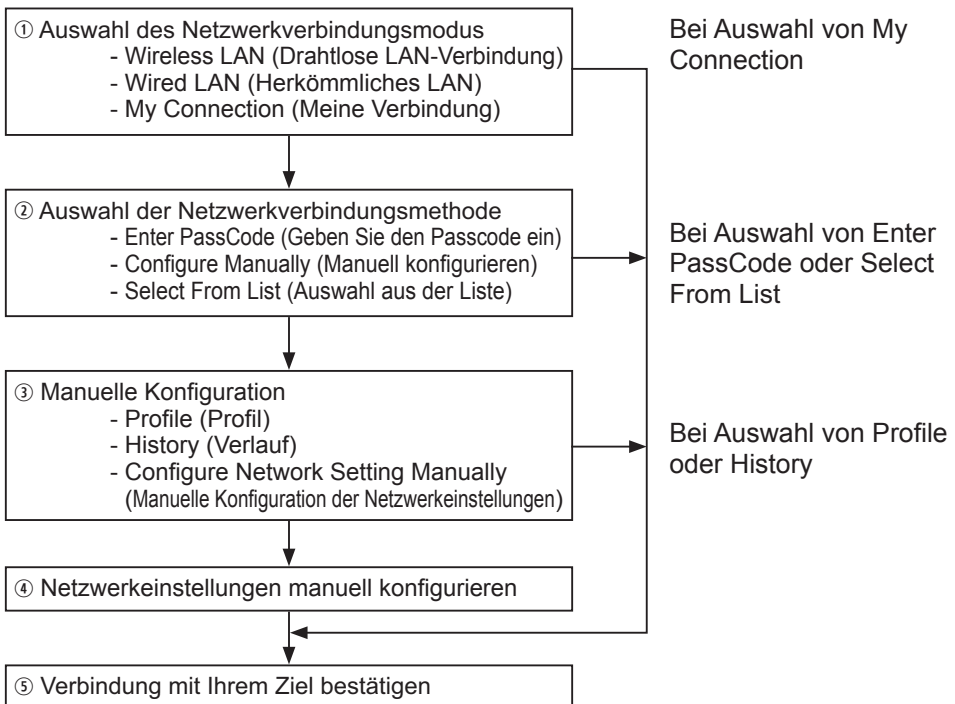 ① Auswahl des Netzwerkverbindungsmodus
- Wireless LAN (Drahtlose LAN-Verbindung)
- Wired LAN (Herkömmliches LAN)
- My Connection (Meine Verbindung)
Bei Auswahl von My
Connection
② Auswahl der Netzwerkverbindungsmethode
- Enter PassCode (Geben Sie den Passcode ein)
- Configure Manually (Manuell konfigurieren)
- Select From List (Auswahl aus der Liste)
Bei Auswahl von Enter
PassCode oder Select
From List
③ Manuelle Konfiguration
- Profile (Profil)
- History (Verlauf)
- Configure Network Setting Manually
(Manuelle Konfiguration der Netzwerkeinstellungen)
Bei Auswahl von Profile
oder History
④ Netzwerkeinstellungen manuell konfigurieren
⑤ Verbindung mit Ihrem Ziel bestätigen